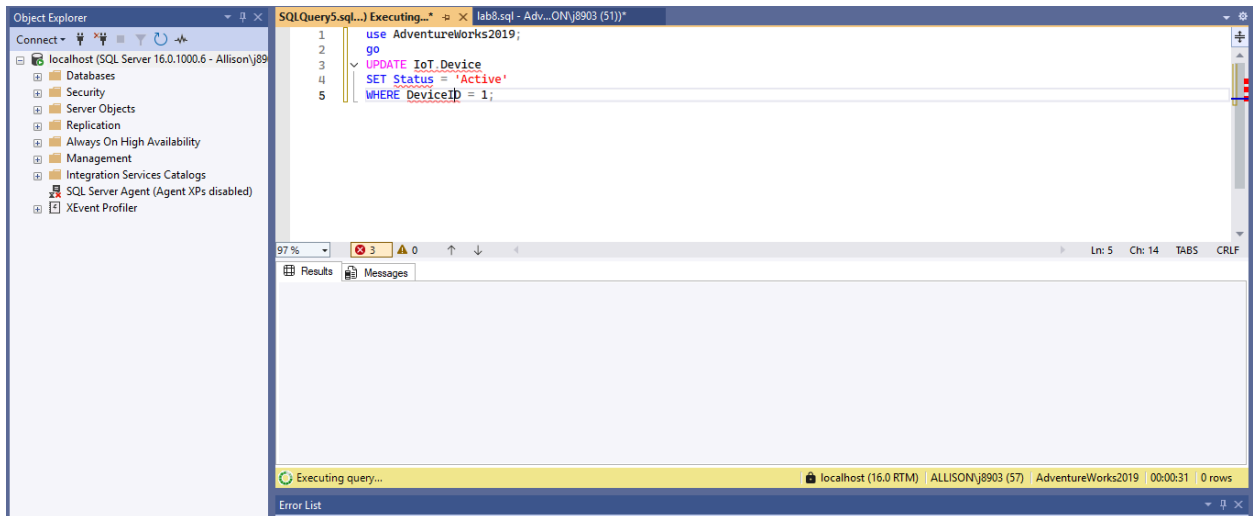 Object Explorer
Connect
localhost (SQL Server 16.0.1000.6 - Allison\j89
Databases
Security
Server Objects
Replication
Always On High Availability
Management
Integration Services Catalogs
SQL Server Agent (Agent XPs disabled)
XEvent Profiler
SQLQuery5.sql...) Executing...* lab8.sql - Adv...ON\j8903 (51))*
1 use AdventureWorks2019;
2 go
3 UPDATE IoT.Device
4 SET Status = 'Active'
5 WHERE DeviceID = 1;
97 % 3 0 Ln: 5 Ch: 14 TABS CRLF
Results Messages
Executing query... localhost (16.0 RTM) ALLISON\j8903 (57) AdventureWorks2019 00:00:31 0 rows
Error List